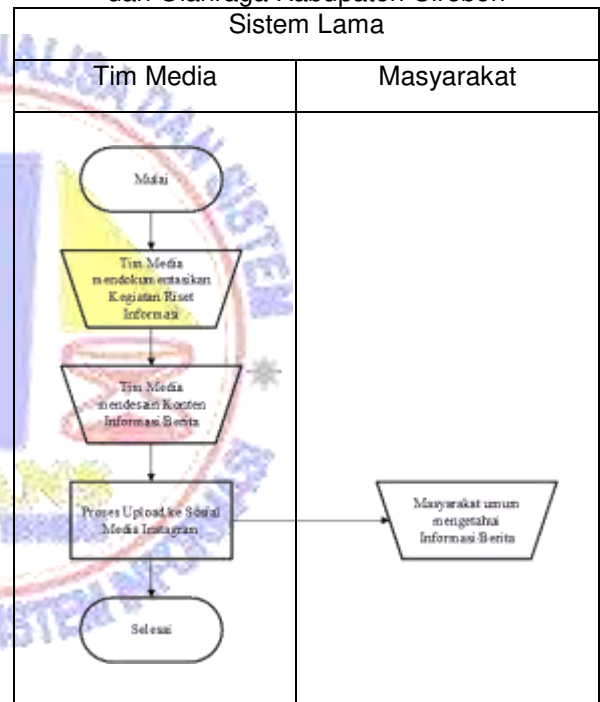 dan Olahraga Kabupaten Cirebon
Sistem Lama
Tim Media
Masyarakat
Mulai
Tim Media
mendokumentasikan
Kegiatan Riset
Informasi
Tim Media
mendesain Konten
Informasi Berita
Proses Upload ke Sosial
Media Instagram
Masyarakat umum
mengetahui
Informasi Berita
Selesai